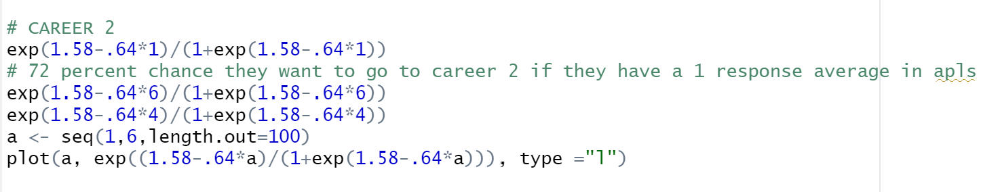 # CAREER 2
exp(1.58-.64*1)/(1+exp(1.58-.64*1))
# 72 percent chance they want to go to career 2 if they have a 1 response average in apls
exp(1.58-.64*6)/(1+exp(1.58-.64*6))
exp(1.58-.64*4)/(1+exp(1.58-.64*4))
a <- seq(1,6,length.out=100)
plot(a, exp((1.58-.64*a)/(1+exp(1.58-.64*a))), type ="l")